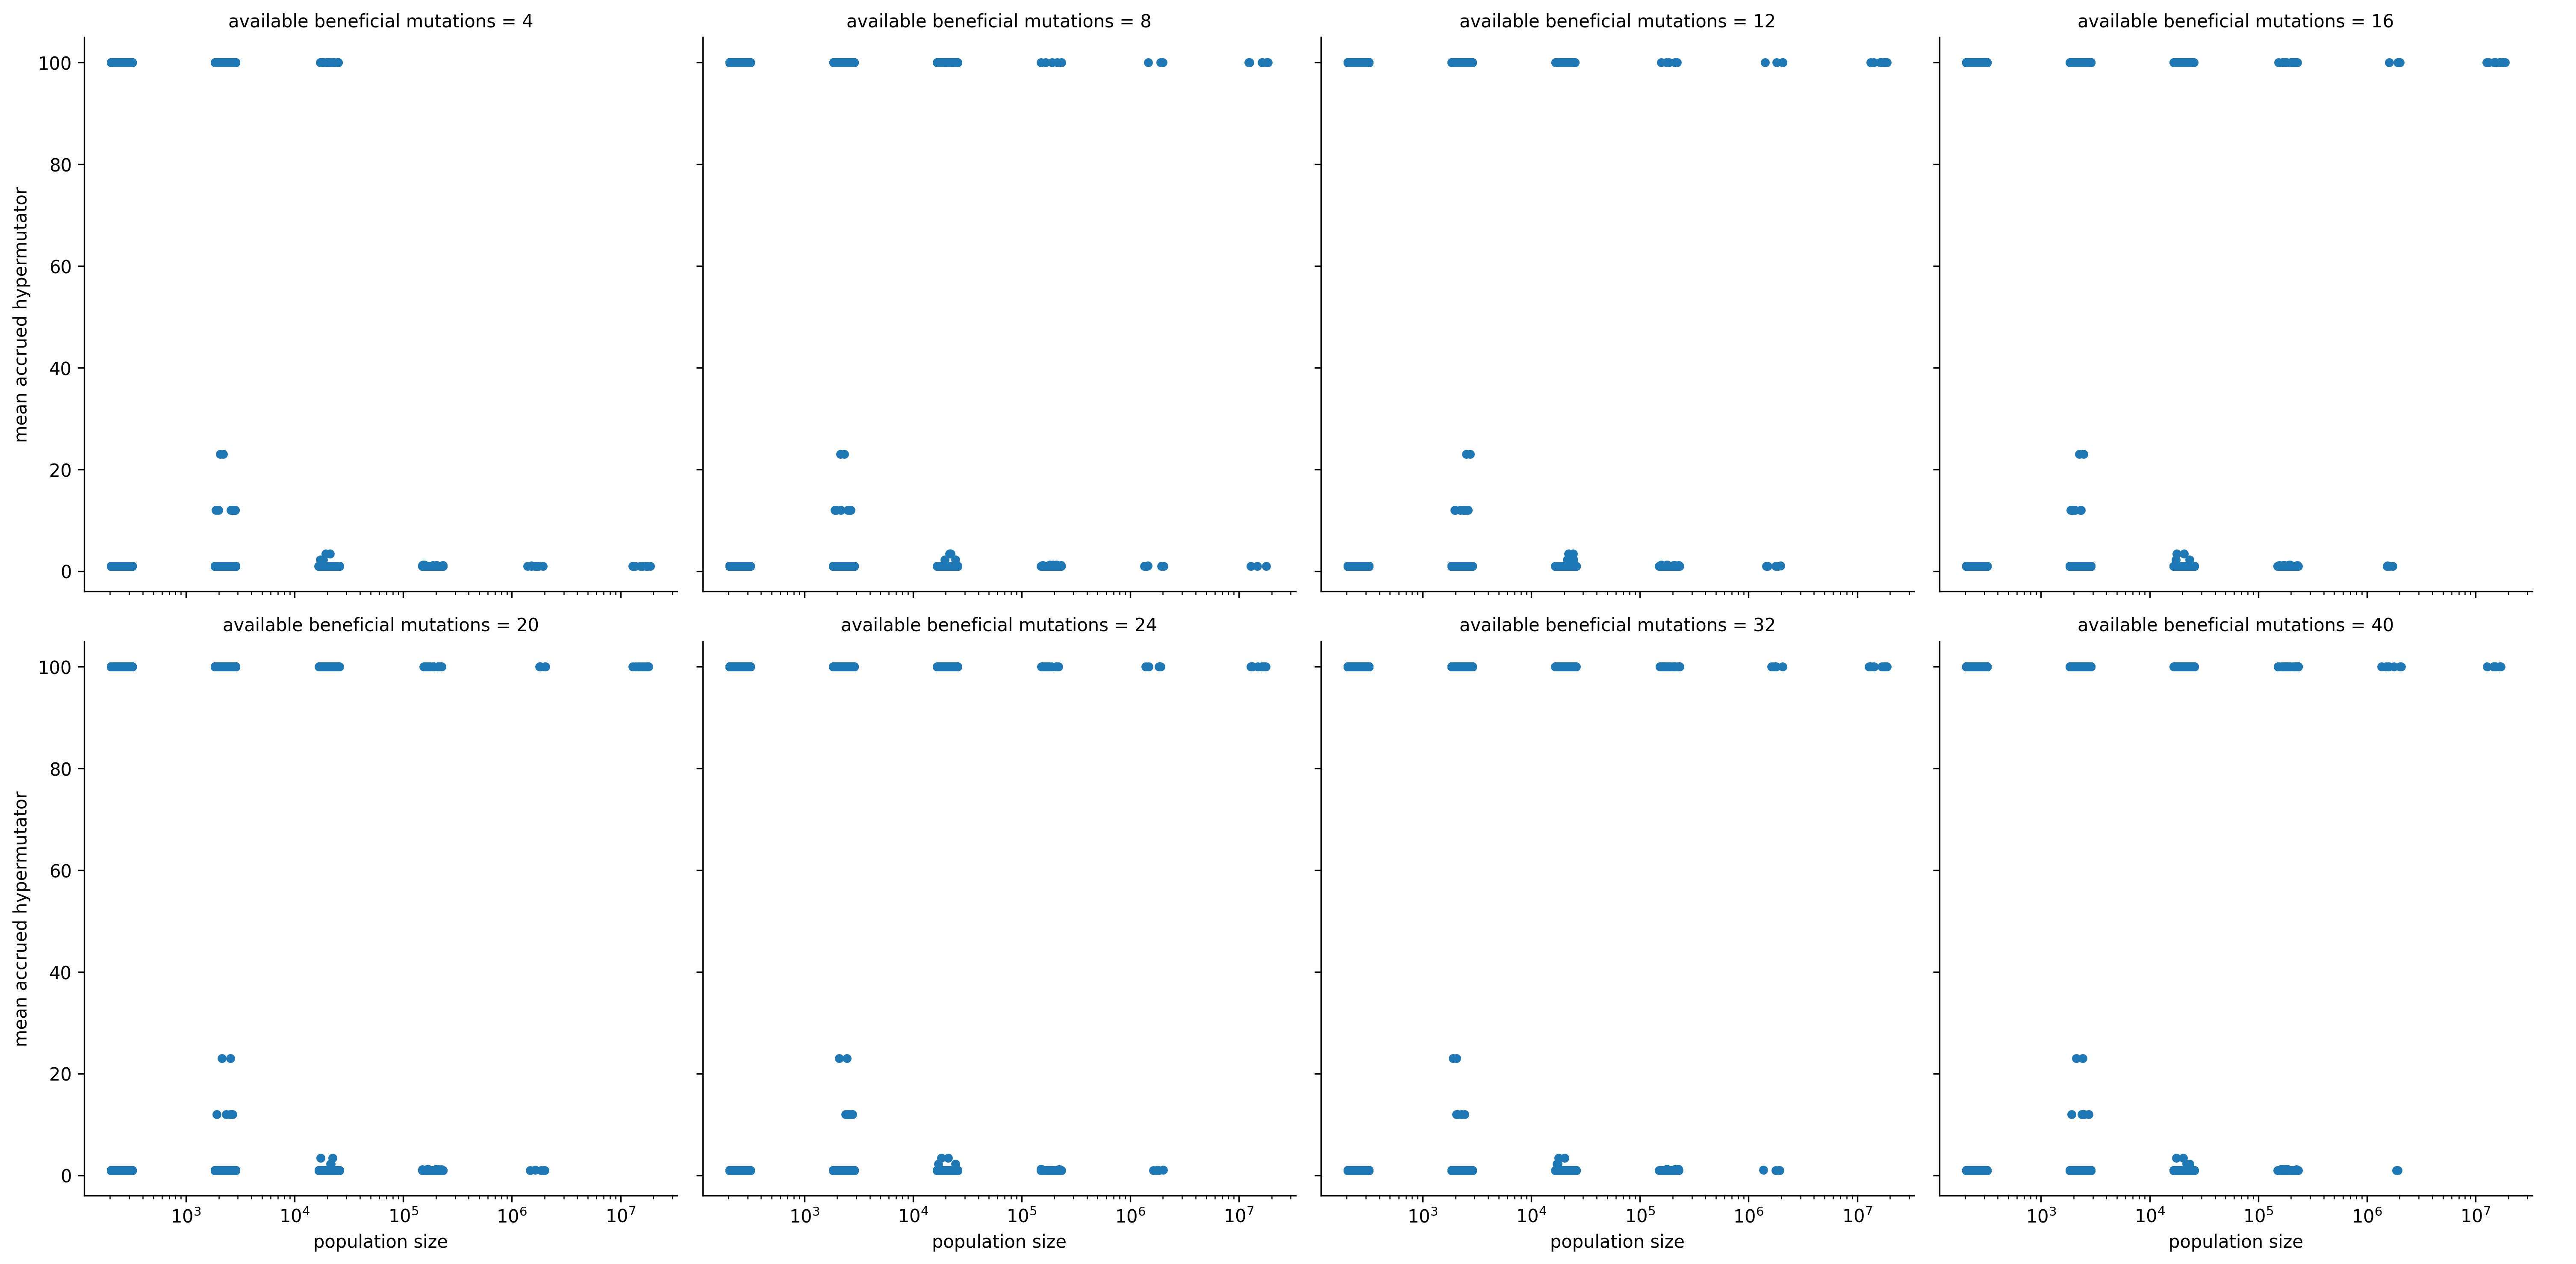 available beneficial mutations = 4
available beneficial mutations = 8
available beneficial mutations = 12
available beneficial mutations = 16
mean accrued hypermutator
100
80
60
40
20
0
available beneficial mutations = 20
available beneficial mutations = 24
available beneficial mutations = 32
available beneficial mutations = 40
mean accrued hypermutator
100
80
60
40
20
0
10³ 10⁴ 10⁵ 10⁶ 10⁷
10³ 10⁴ 10⁵ 10⁶ 10⁷
10³ 10⁴ 10⁵ 10⁶ 10⁷
10³ 10⁴ 10⁵ 10⁶ 10⁷
population size
population size
population size
population size